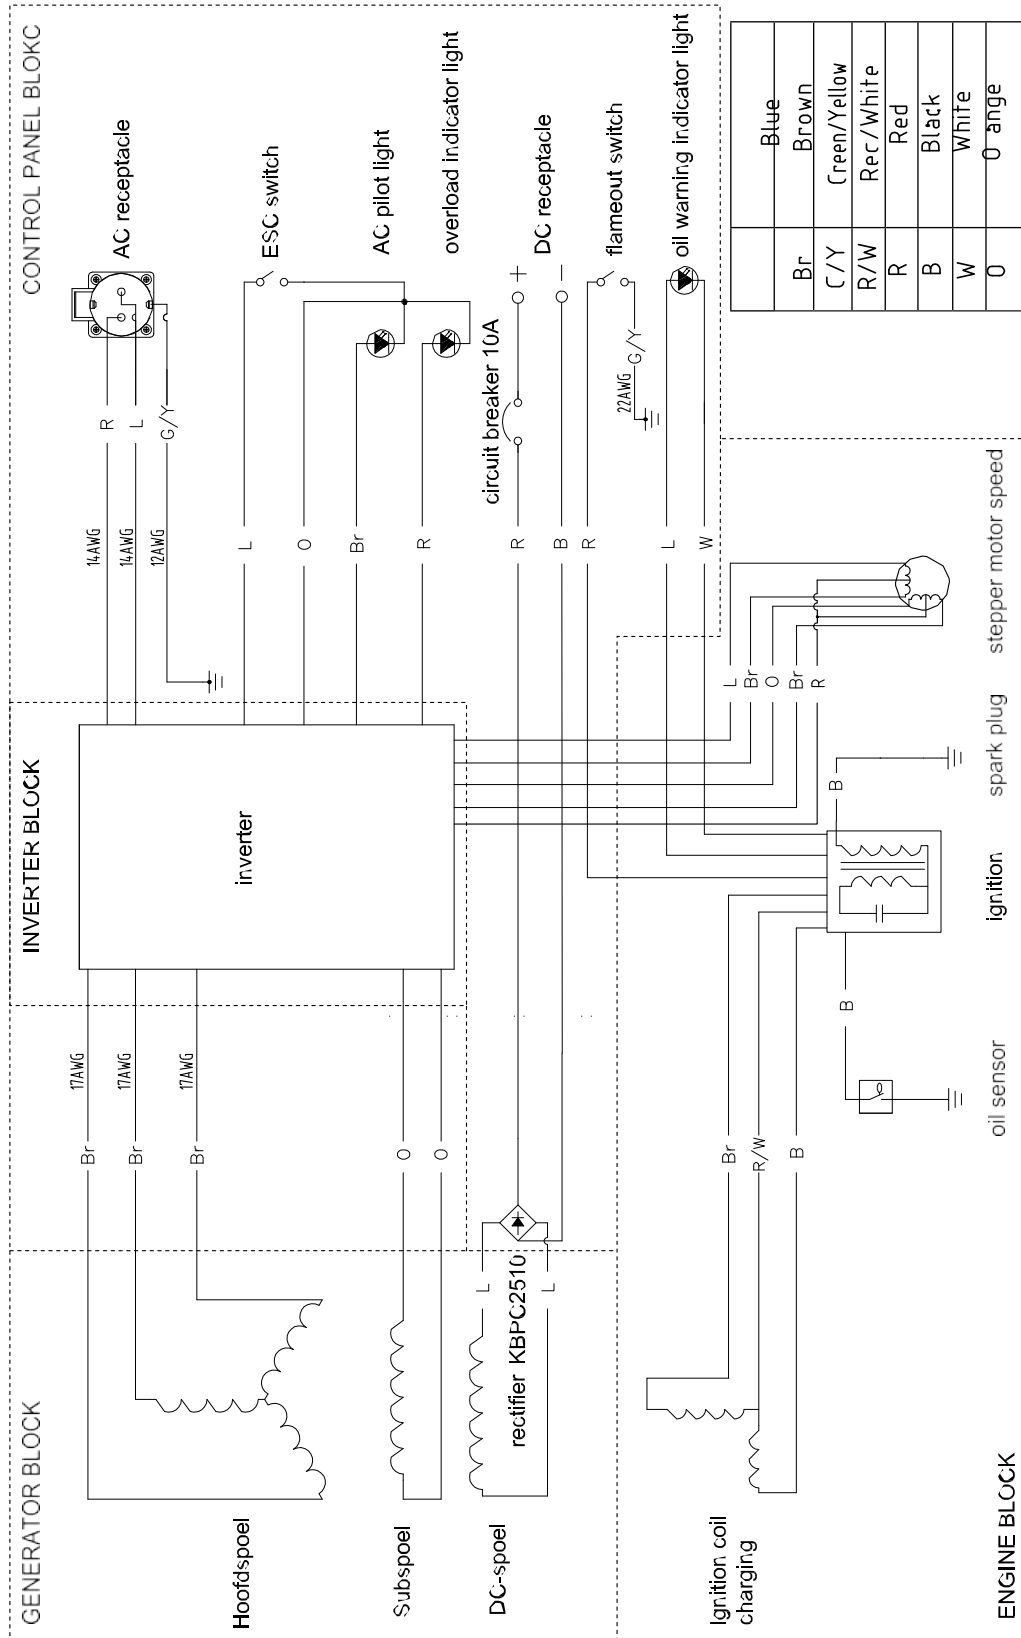 GENERATOR BLOCK
INVERTER BLOCK
CONTROL PANEL BLOKC
17AWG
Br
14AWG
R
AC receptacle
17AWG
Br
14AWG
L
17AWG
Br
12AWG
G/Y
Hoofdspoel
inverter
L
ESC switch
O
Br
AC pilot light
Subspoel
O
O
R
overload indicator light
DC-spoel
L
L
rectifier KBPC2510
circuit breaker 10A
R
+
B
−
DC receptacle
R
22AWG
G/Y
flameout switch
L
W
oil warning indicator light
Ignition coil
charging
Br
R/W
B
L
Br
O
Br
R
B
B
oil sensor
ignition
spark plug
stepper motor speed
ENGINE BLOCK
Blue
Br Brown
C/Y Creen/Yellow
R/W Rec/White
R Red
B Black
W White
O O ange